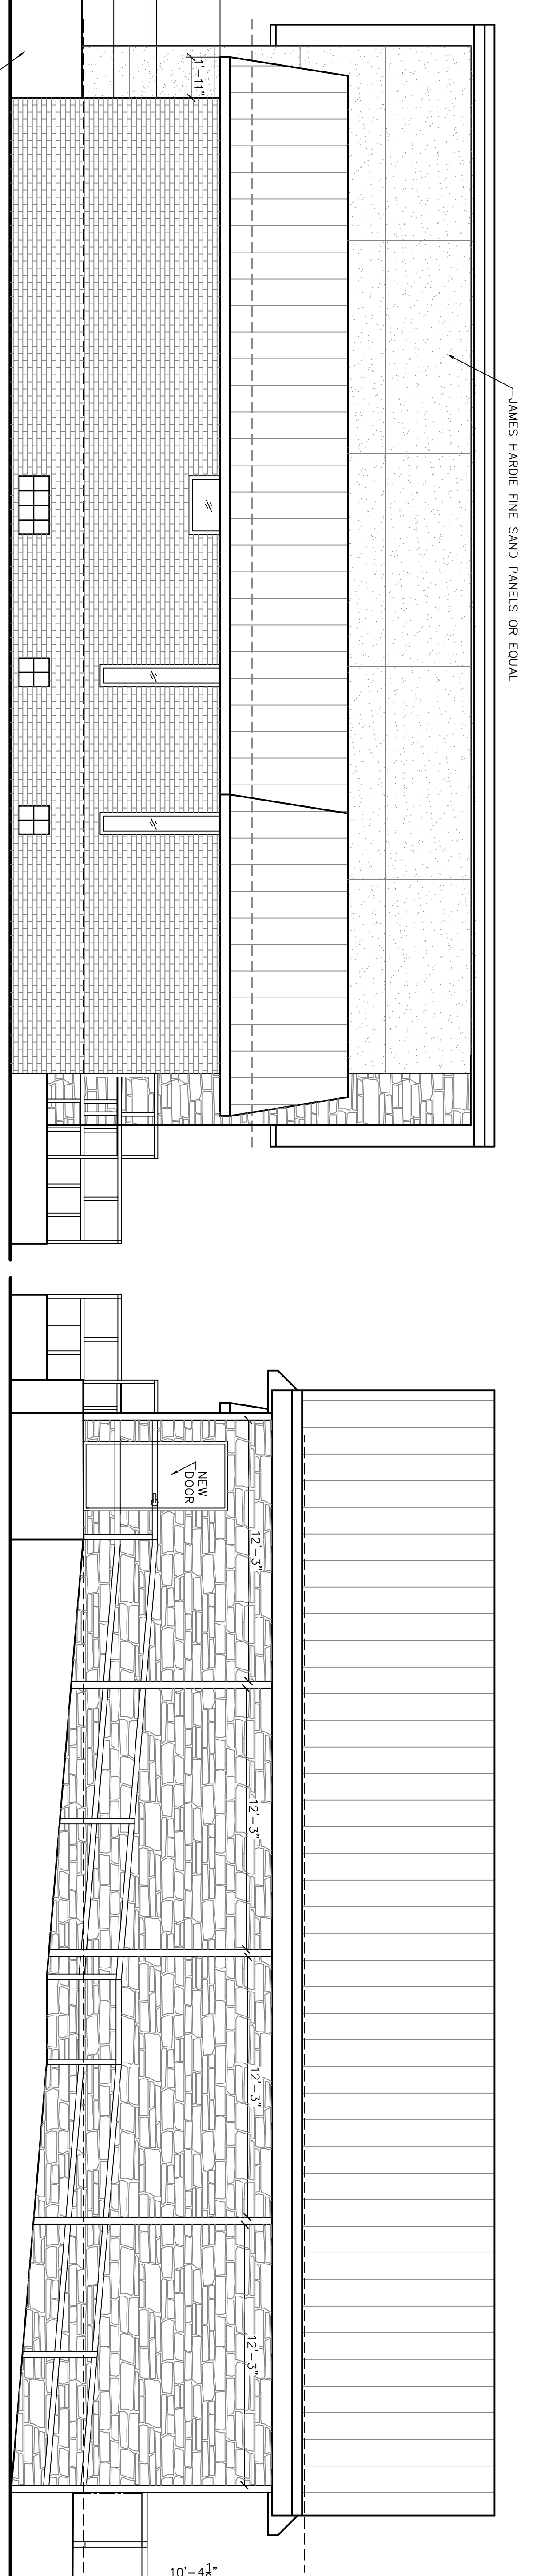 1'-11"
JAMES HARDIE FINE SAND PANELS OR EQUAL
NEW
DOOR
12'-3"
12'-3"
12'-3"
12'-3"
10'-4½"